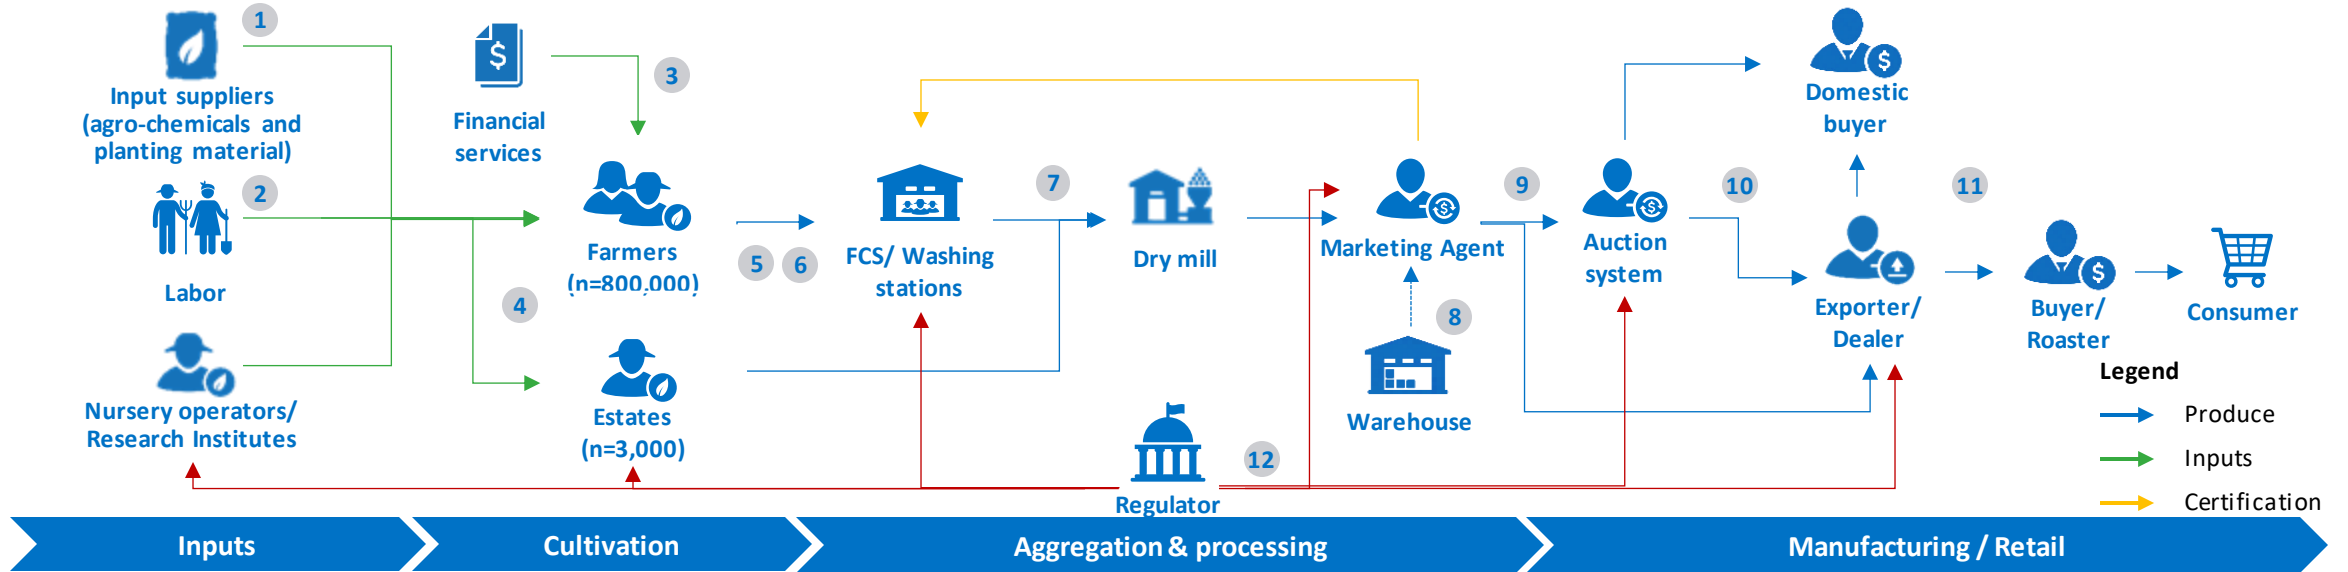 1
Input suppliers
(agro-chemicals and
planting material)
2
Labor
Nursery operators/
Research Institutes
$
Financial
services
3
4
Farmers
(n=800,000)
Estates
(n=3,000)
5 6
FCS/ Washing
stations
7
Dry mill
Regulator
12
$
Marketing Agent
8
Warehouse
9
$
Auction
system
10
$
Domestic
buyer
11
Exporter/
Dealer
$
Buyer/
Roaster
Consumer
Legend
Produce
Inputs
Certification
Inputs
Cultivation
Aggregation & processing
Manufacturing / Retail